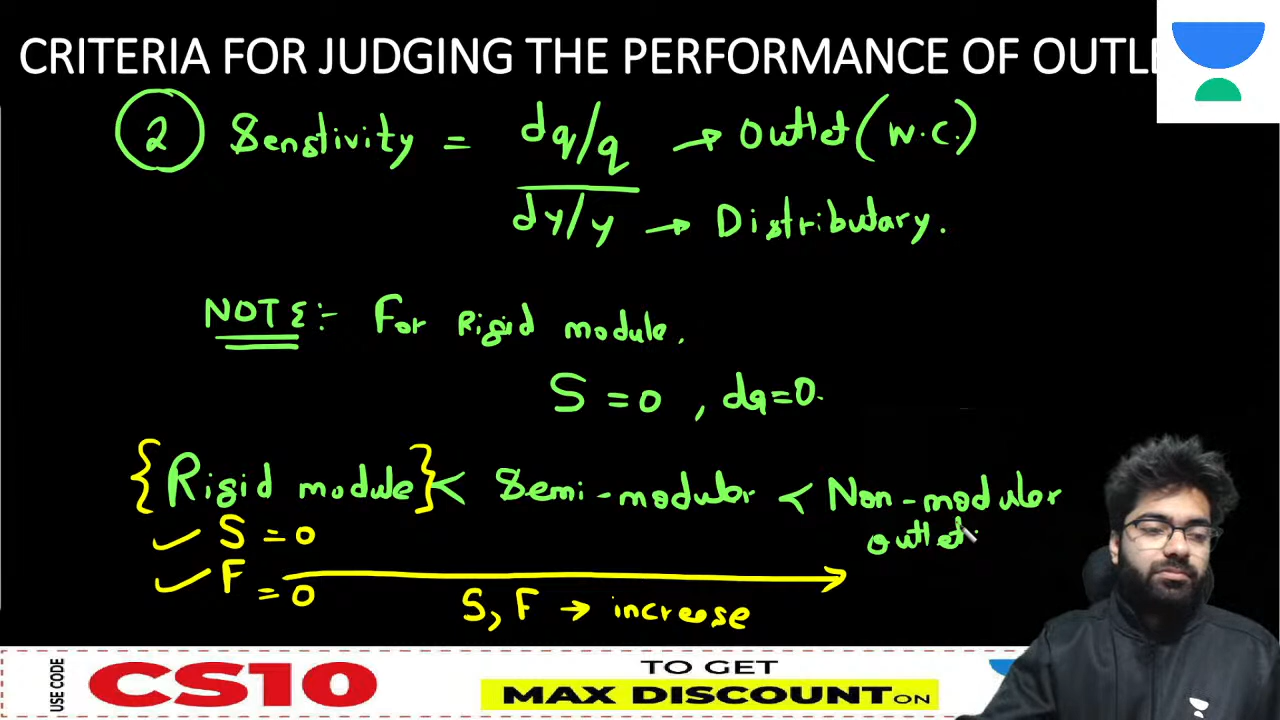 CRITERIA FOR JUDGING THE PERFORMANCE OF OUTLE
2 Senstivity = dq/q → Outlet (W.C.)
dy/y → Distributary.
NOTE:- For Rigid module.
S = 0 , dq=0.
{Rigid module} < Semi-modular < Non-modular
outlet
✓ S = 0
✓ F = 0
S, F → increase
USE CODE
CS10
TO GET
MAX DISCOUNT ON